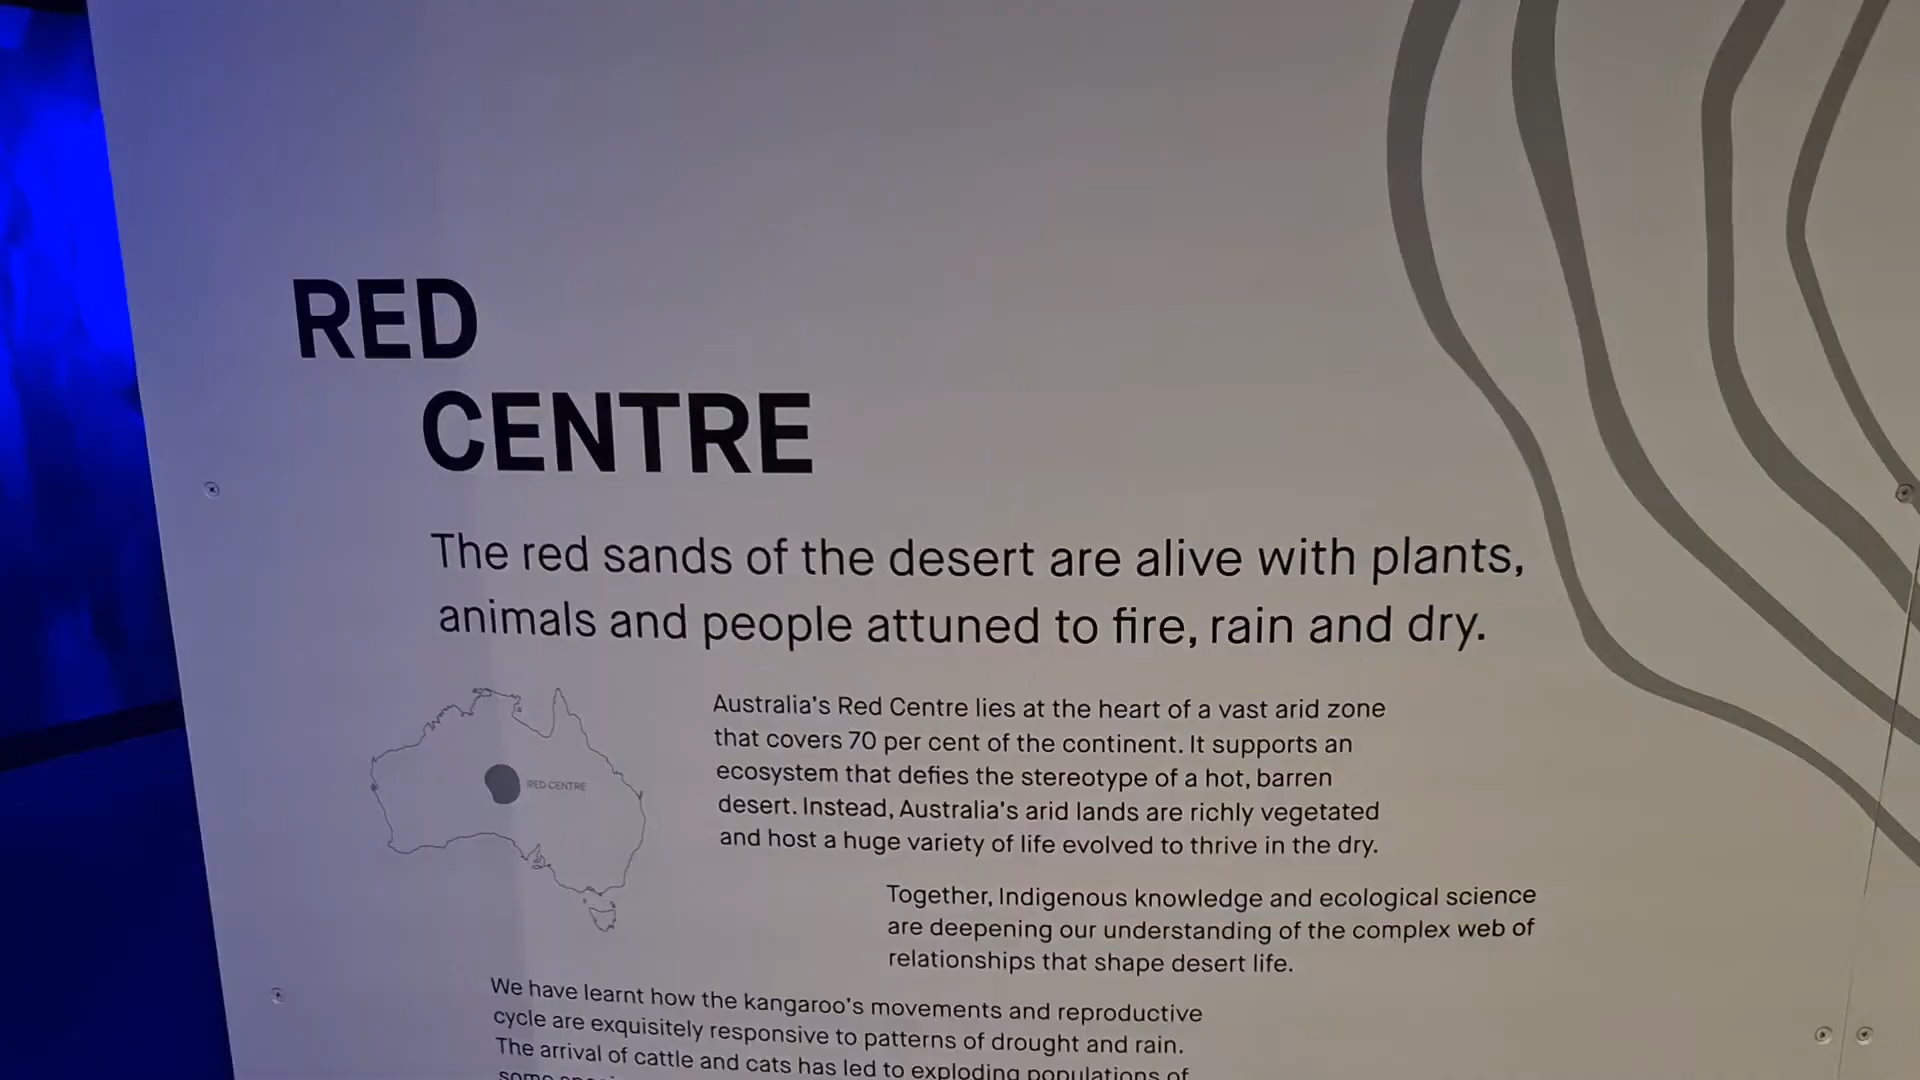 RED
CENTRE
The red sands of the desert are alive with plants,
animals and people attuned to fire, rain and dry.
RED CENTRE
Australia's Red Centre lies at the heart of a vast arid zone
that covers 70 per cent of the continent. It supports an
ecosystem that defies the stereotype of a hot, barren
desert. Instead, Australia's arid lands are richly vegetated
and host a huge variety of life evolved to thrive in the dry.
Together, Indigenous knowledge and ecological science
are deepening our understanding of the complex web of
relationships that shape desert life.
We have learnt how the kangaroo's movements and reproductive
cycle are exquisitely responsive to patterns of drought and rain.
The arrival of cattle and cats has led to exploding populations of
some